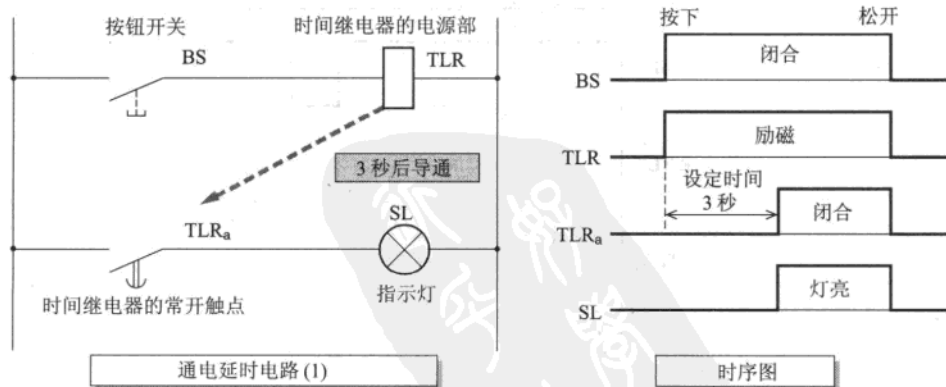 按钮开关
时间继电器的电源部
BS
TLR
3秒后导通
SL
TLRa
时间继电器的常开触点
指示灯
通电延时电路(1)
按下
松开
闭合
BS
励磁
TLR
设定时间
3秒
闭合
TLRa
灯亮
SL
时序图